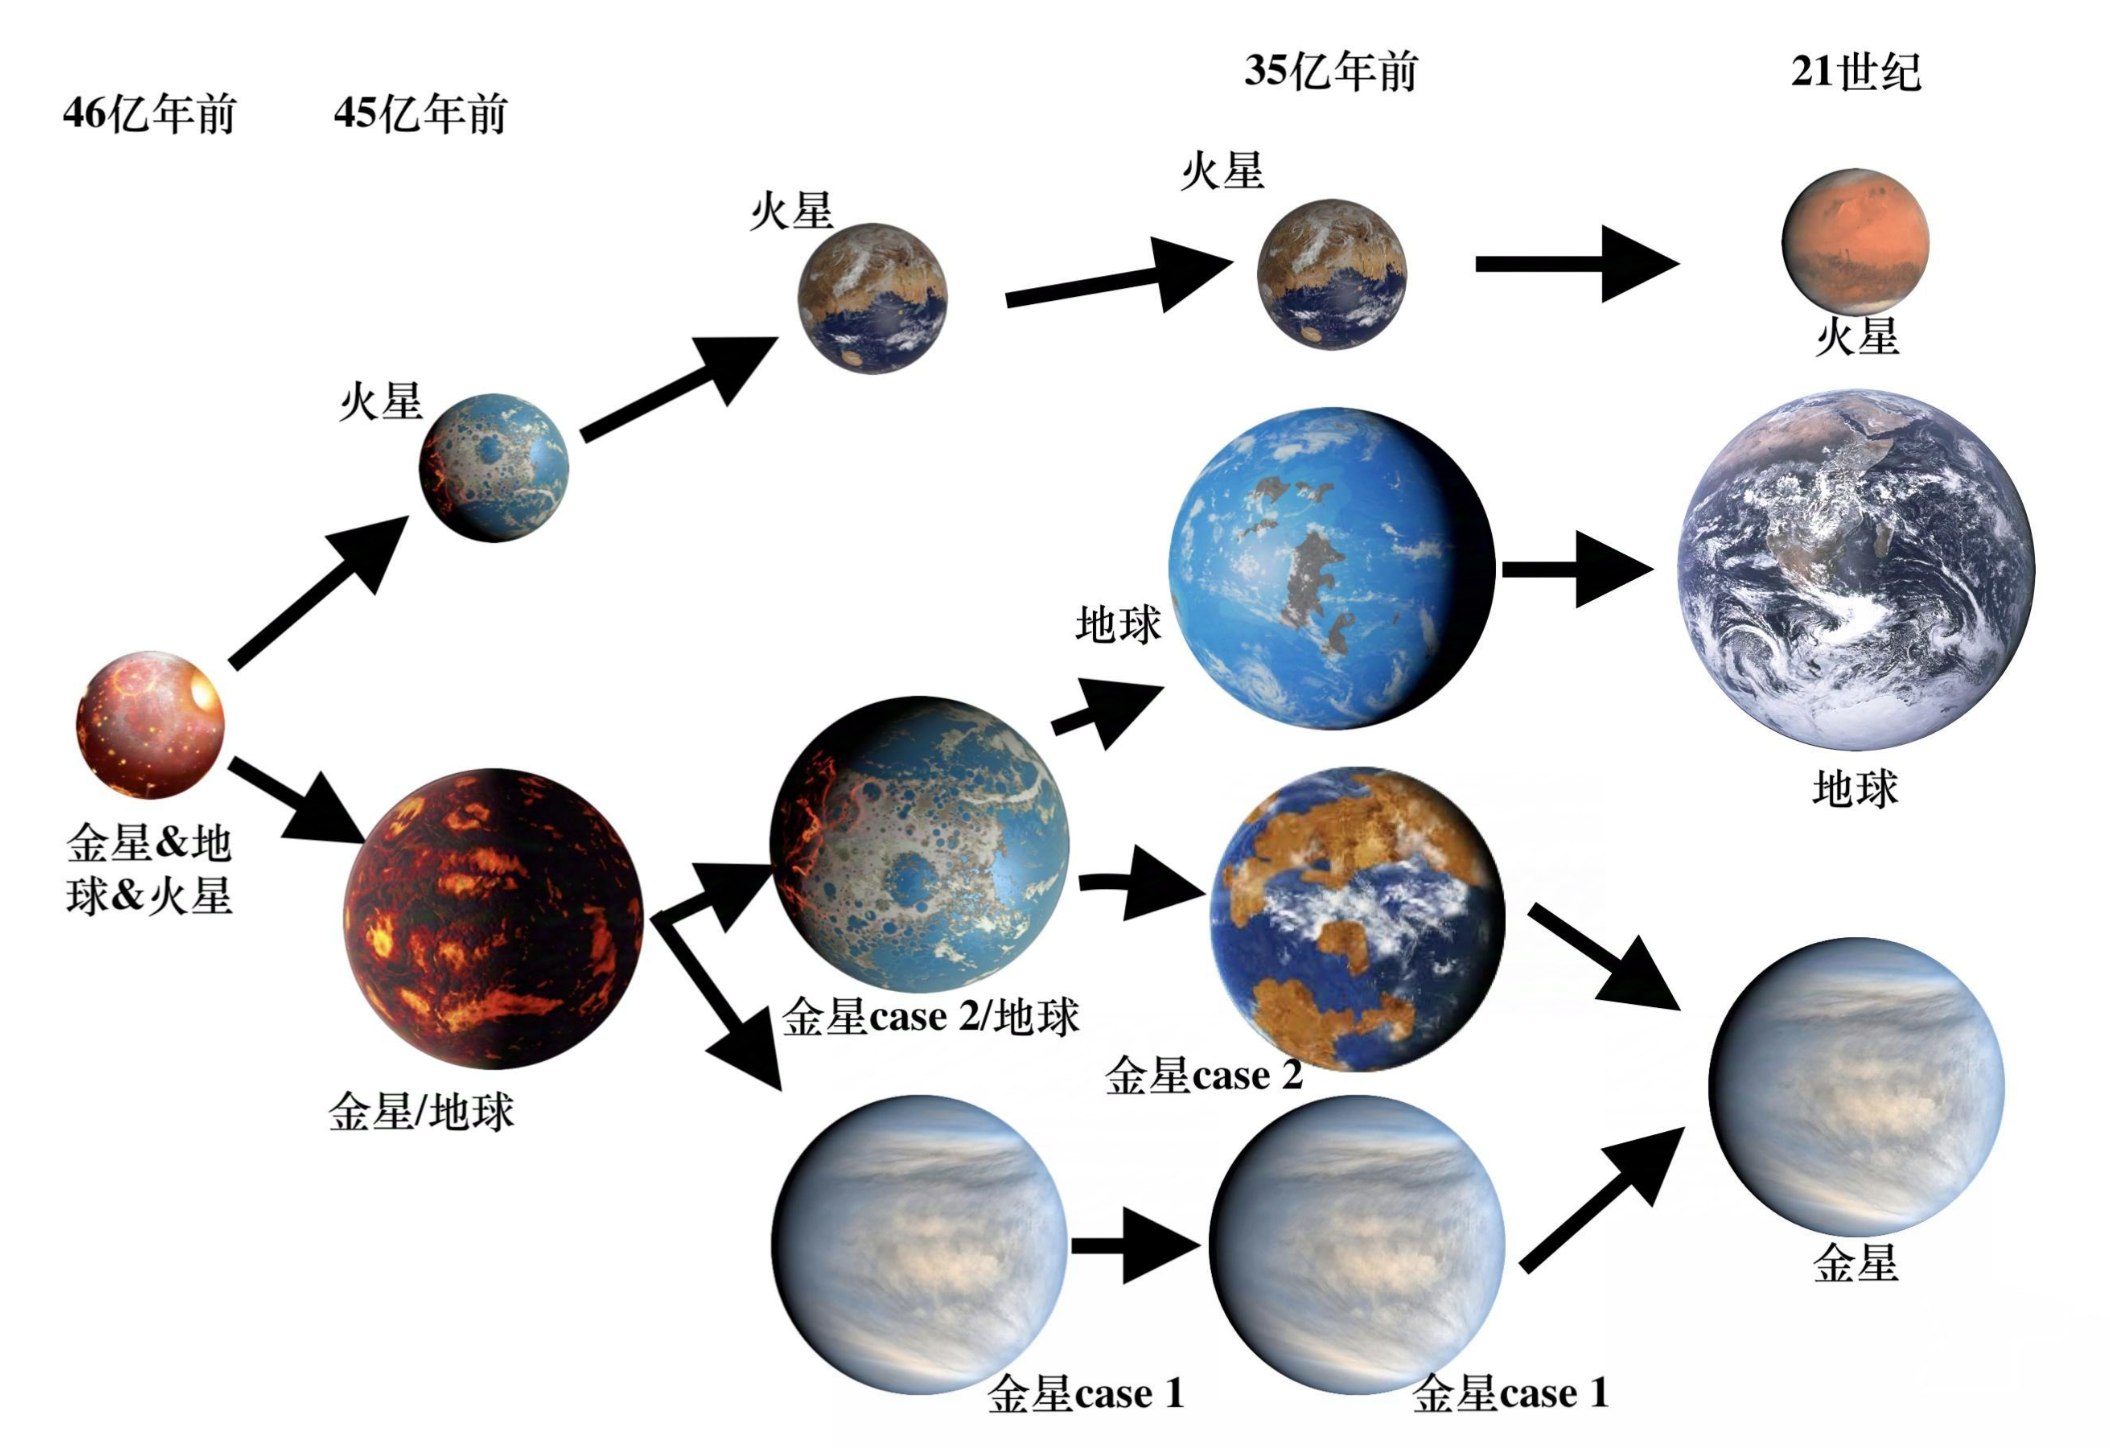 46亿年前
45亿年前
35亿年前
21世纪
火星
火星
火星
火星
地球
地球
金星&地
球&火星
金星/地球
金星case 2/地球
金星case 2
金星
金星case 1
金星case 1